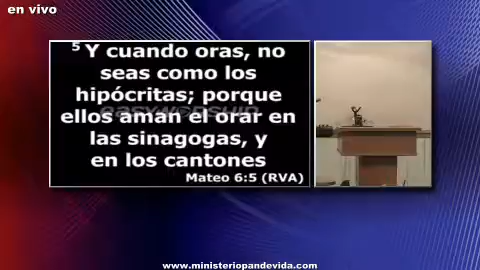 en vivo
⁵ Y cuando oras, no
seas como los
hipócritas; porque
ellos aman el orar en
las sinagogas, y
en los cantones
Mateo 6:5 (RVA)
easyworship
www.ministeriopandevida.com